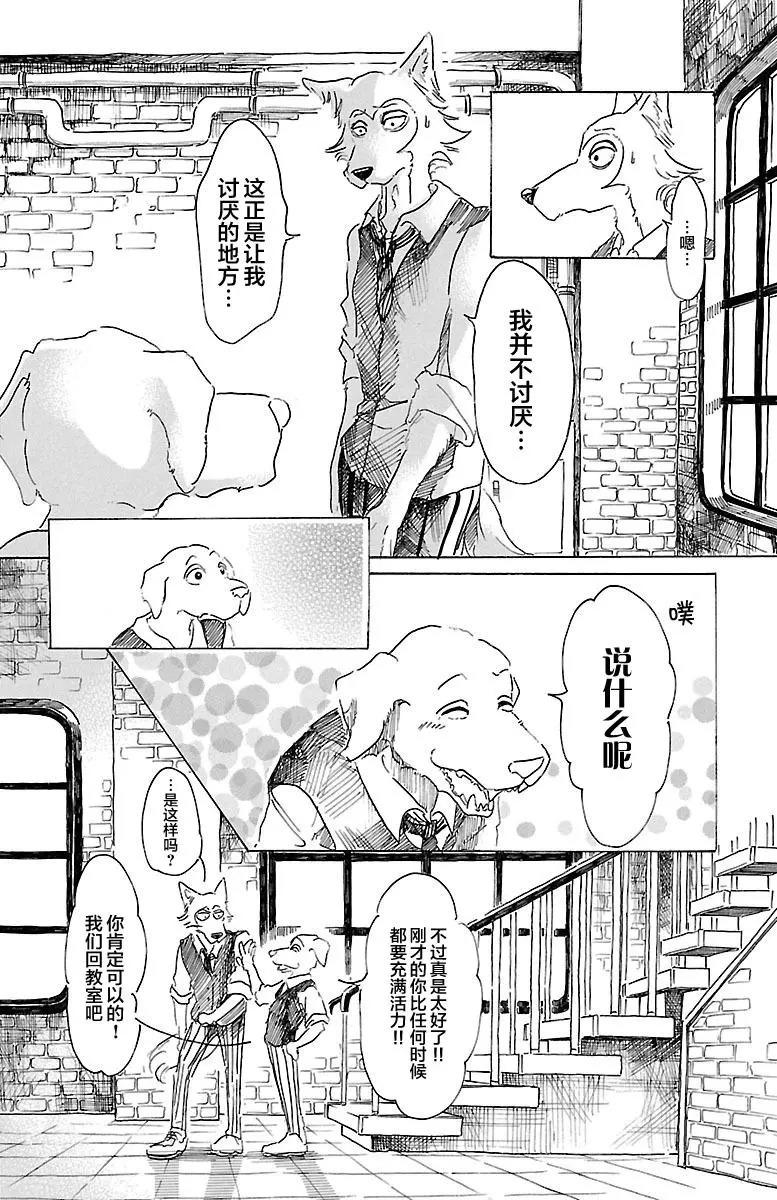 …嗯…
我并不讨厌…
这正是让我
讨厌的地方…
噗
说什么呢
不过真是太好了!!
刚才的你比任何时候
都要充满活力!!
…是这样吗?
你肯定可以的!
我们回教室吧